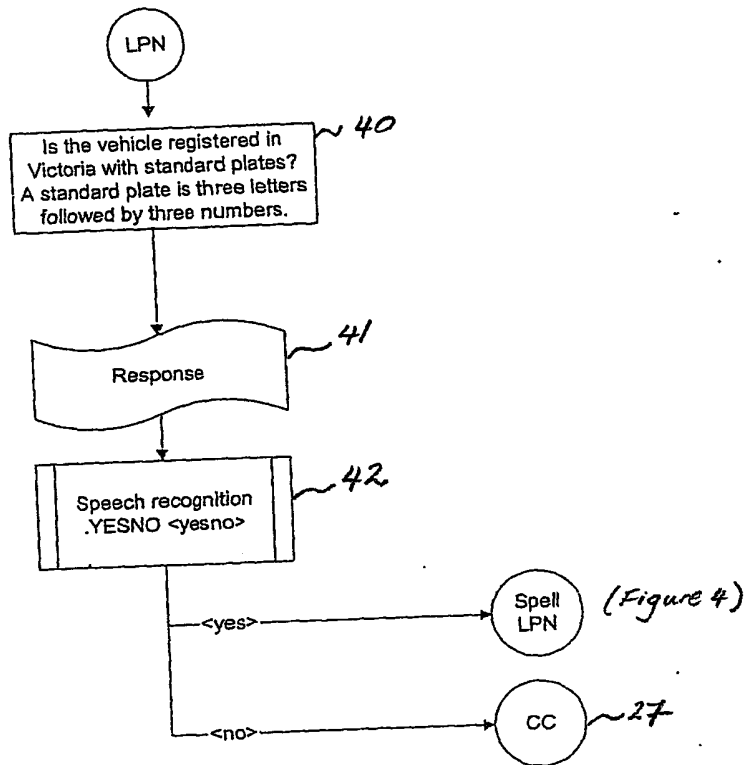 LPN
40
Is the vehicle registered in
Victoria with standard plates?
A standard plate is three letters
followed by three numbers.
41
Response
42
Speech recognition
.YESNO <yesno>
<yes>
Spell
LPN
(Figure 4)
<no>
CC
27